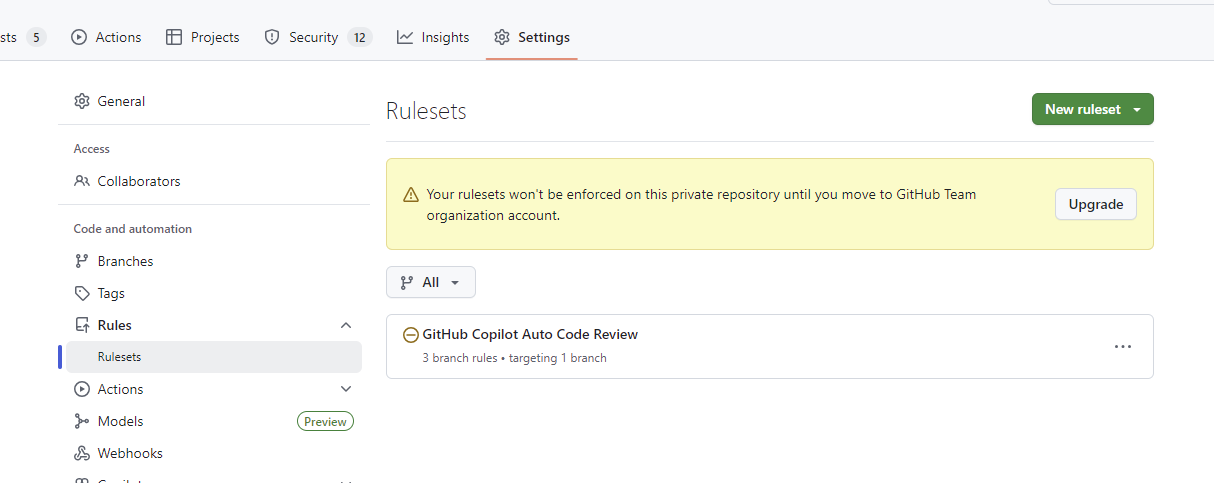 sts 5 Actions Projects Security 12 Insights Settings
General
Access
Collaborators
Code and automation
Branches
Tags
Rules
Rulesets
Actions
Models Preview
Webhooks
Rulesets
New ruleset
Your rulesets won't be enforced on this private repository until you move to GitHub Team
organization account.
Upgrade
All
GitHub Copilot Auto Code Review
3 branch rules • targeting 1 branch